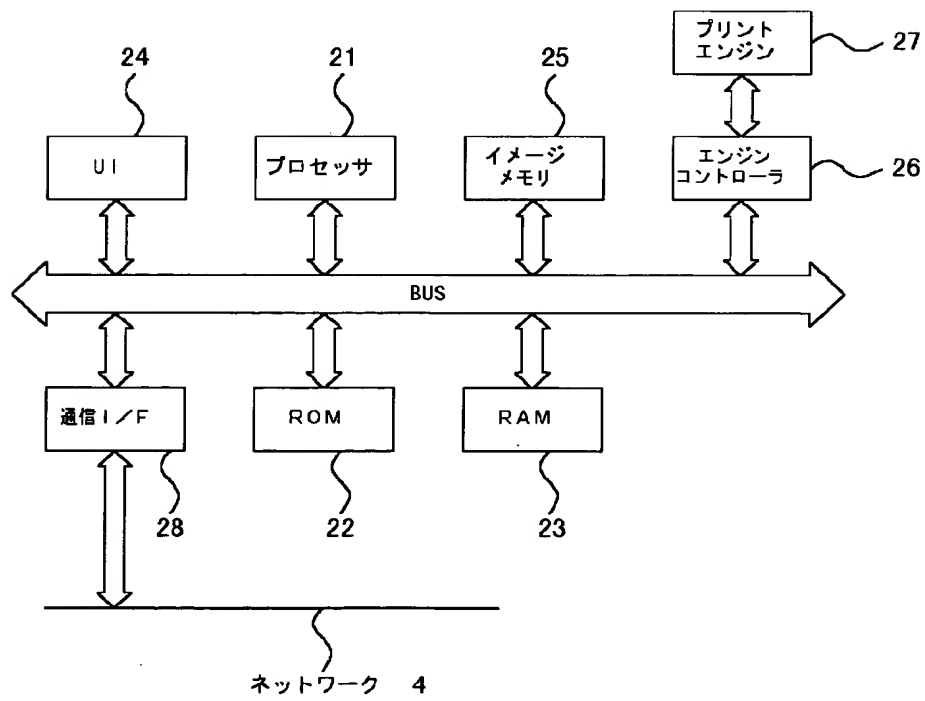 プリント
エンジン
27
24
21
25
UI
プロセッサ
イメージ
メモリ
エンジン
コントローラ
26
BUS
通信I/F
ROM
RAM
28
22
23
ネットワーク 4